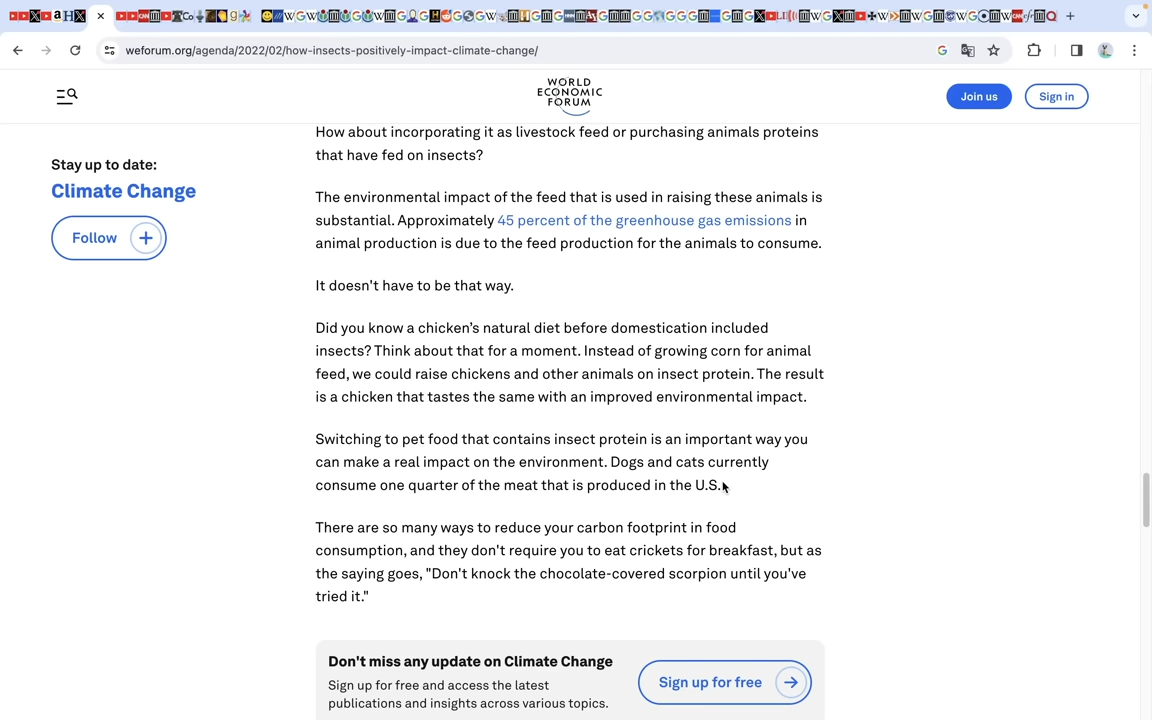 weforum.org/agenda/2022/02/how-insects-positively-impact-climate-change/
WORLD
ECONOMIC
FORUM
Join us
Sign in
Stay up to date:
Climate Change
Follow
How about incorporating it as livestock feed or purchasing animals proteins
that have fed on insects?
The environmental impact of the feed that is used in raising these animals is
substantial. Approximately 45 percent of the greenhouse gas emissions in
animal production is due to the feed production for the animals to consume.
It doesn't have to be that way.
Did you know a chicken’s natural diet before domestication included
insects? Think about that for a moment. Instead of growing corn for animal
feed, we could raise chickens and other animals on insect protein. The result
is a chicken that tastes the same with an improved environmental impact.
Switching to pet food that contains insect protein is an important way you
can make a real impact on the environment. Dogs and cats currently
consume one quarter of the meat that is produced in the U.S.
There are so many ways to reduce your carbon footprint in food
consumption, and they don't require you to eat crickets for breakfast, but as
the saying goes, "Don't knock the chocolate-covered scorpion until you've
tried it."
Don't miss any update on Climate Change
Sign up for free and access the latest
publications and insights across various topics.
Sign up for free